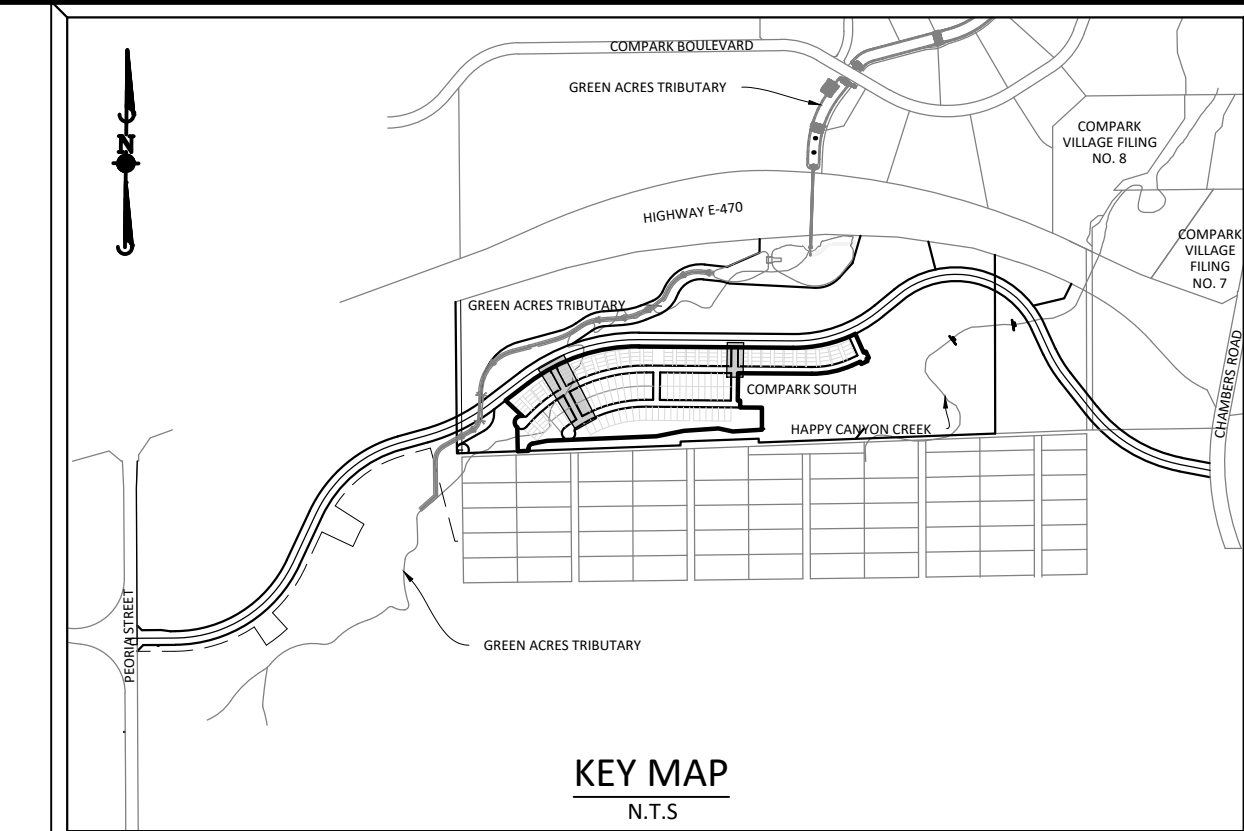 COMPARK BOULEVARD
GREEN ACRES TRIBUTARY
N
COMPARK
VILLAGE FILING
NO. 8
HIGHWAY E-470
COMPARK
VILLAGE
FILING
NO. 7
GREEN ACRES TRIBUTARY
COMPARK SOUTH
HAPPY CANYON CREEK
CHAMBERS ROAD
PEORIA STREET
GREEN ACRES TRIBUTARY
KEY MAP
N.T.S